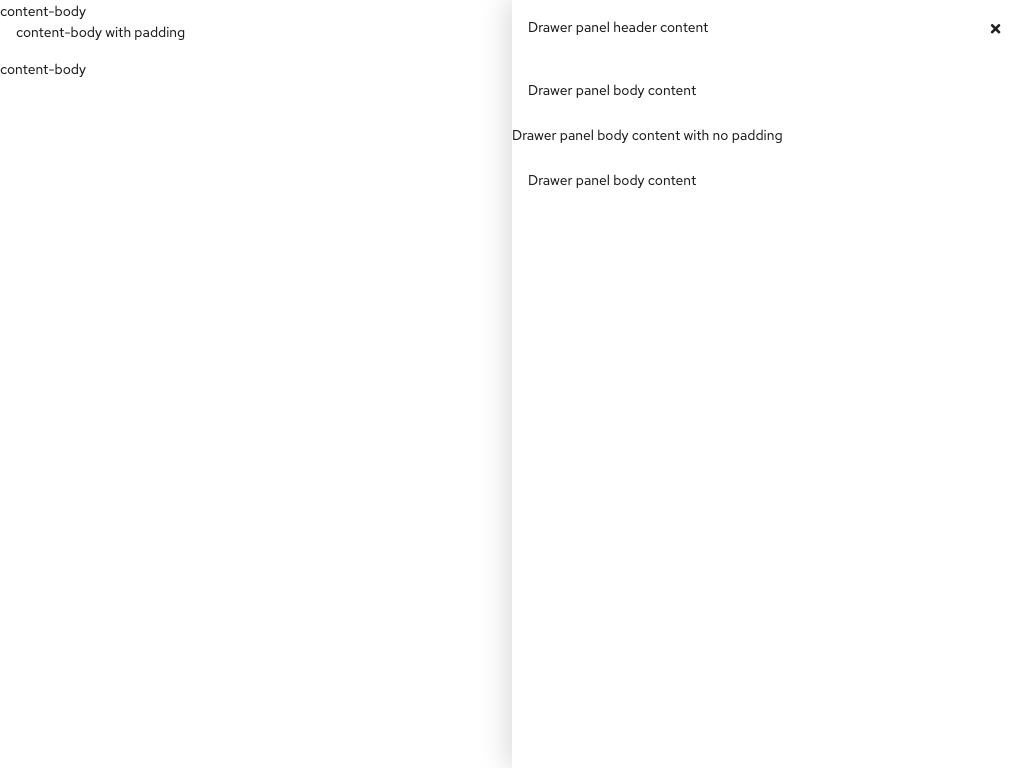 content-body
content-body with padding
content-body
Drawer panel header content
Drawer panel body content
Drawer panel body content with no padding
Drawer panel body content